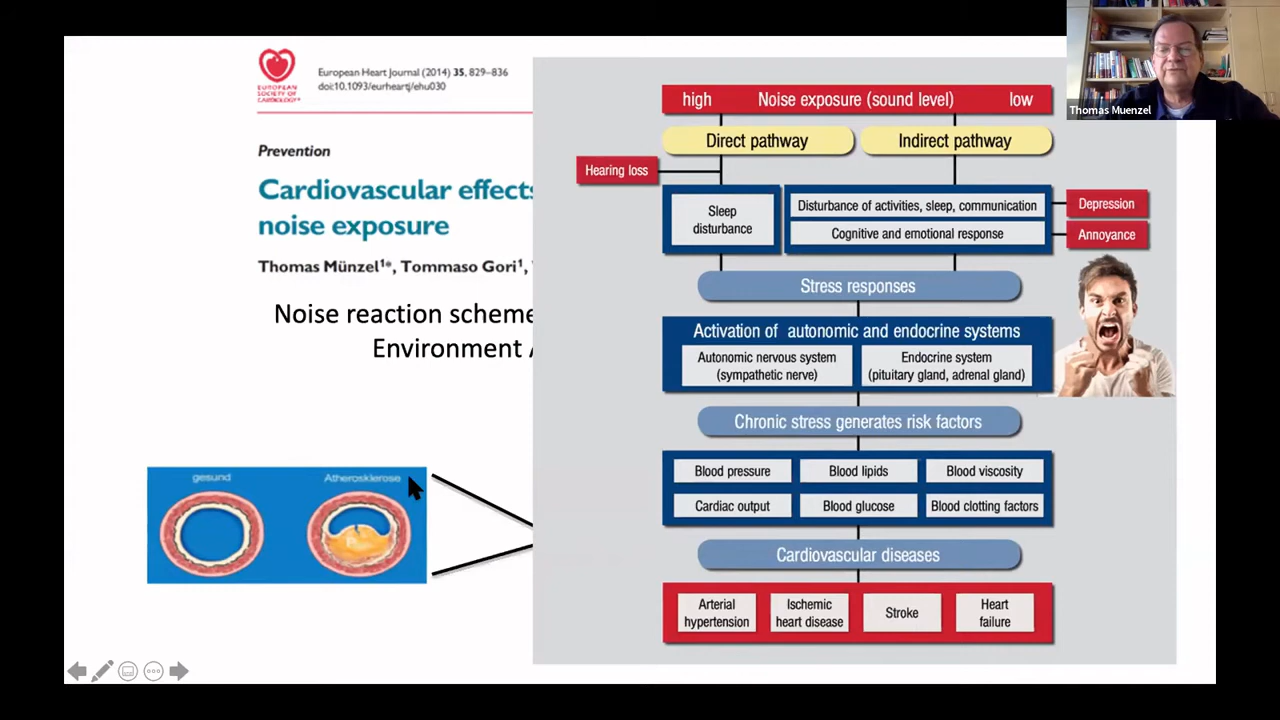 EUROPEAN
SOCIETY OF
CARDIOLOGY®
European Heart Journal (2014) 35, 829–836
doi:10.1093/eurheartj/ehu030
Prevention
Cardiovascular effects
noise exposure
Thomas Münzel1*, Tommaso Gori1,
Noise reaction scheme
Environment
gesund
Atherosklerose
high Noise exposure (sound level) low
Direct pathway
Indirect pathway
Hearing loss
Sleep
disturbance
Disturbance of activities, sleep, communication
Cognitive and emotional response
Depression
Annoyance
Stress responses
Activation of autonomic and endocrine systems
Autonomic nervous system
(sympathetic nerve)
Endocrine system
(pituitary gland, adrenal gland)
Chronic stress generates risk factors
Blood pressure
Blood lipids
Blood viscosity
Cardiac output
Blood glucose
Blood clotting factors
Cardiovascular diseases
Arterial
hypertension
Ischemic
heart disease
Stroke
Heart
failure
Thomas Muenzel